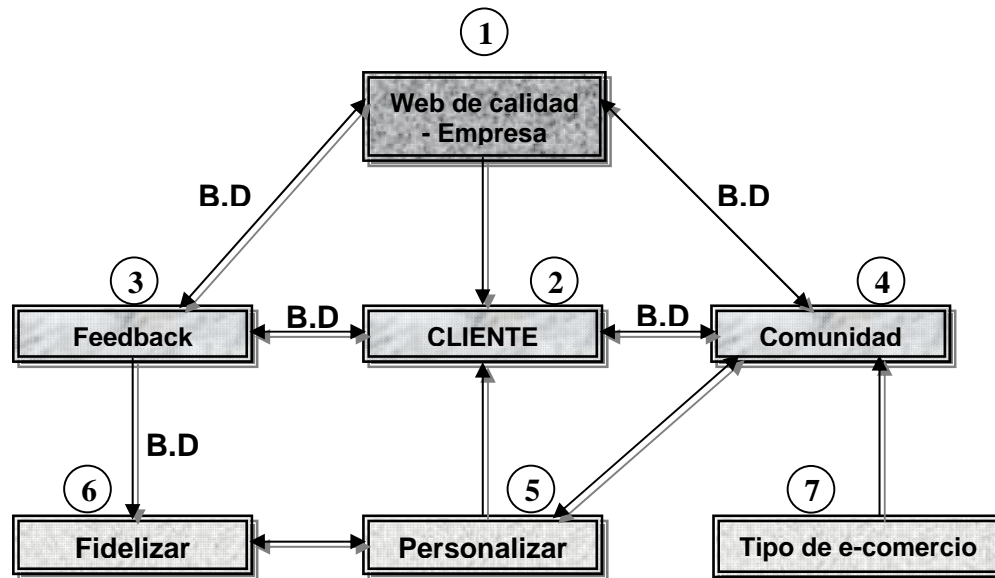 1
Web de calidad
- Empresa
B.D
B.D
3
2
4
Feedback
B.D
CLIENTE
B.D
Comunidad
B.D
6
5
7
Fidelizar
Personalizar
Tipo de e-comercio